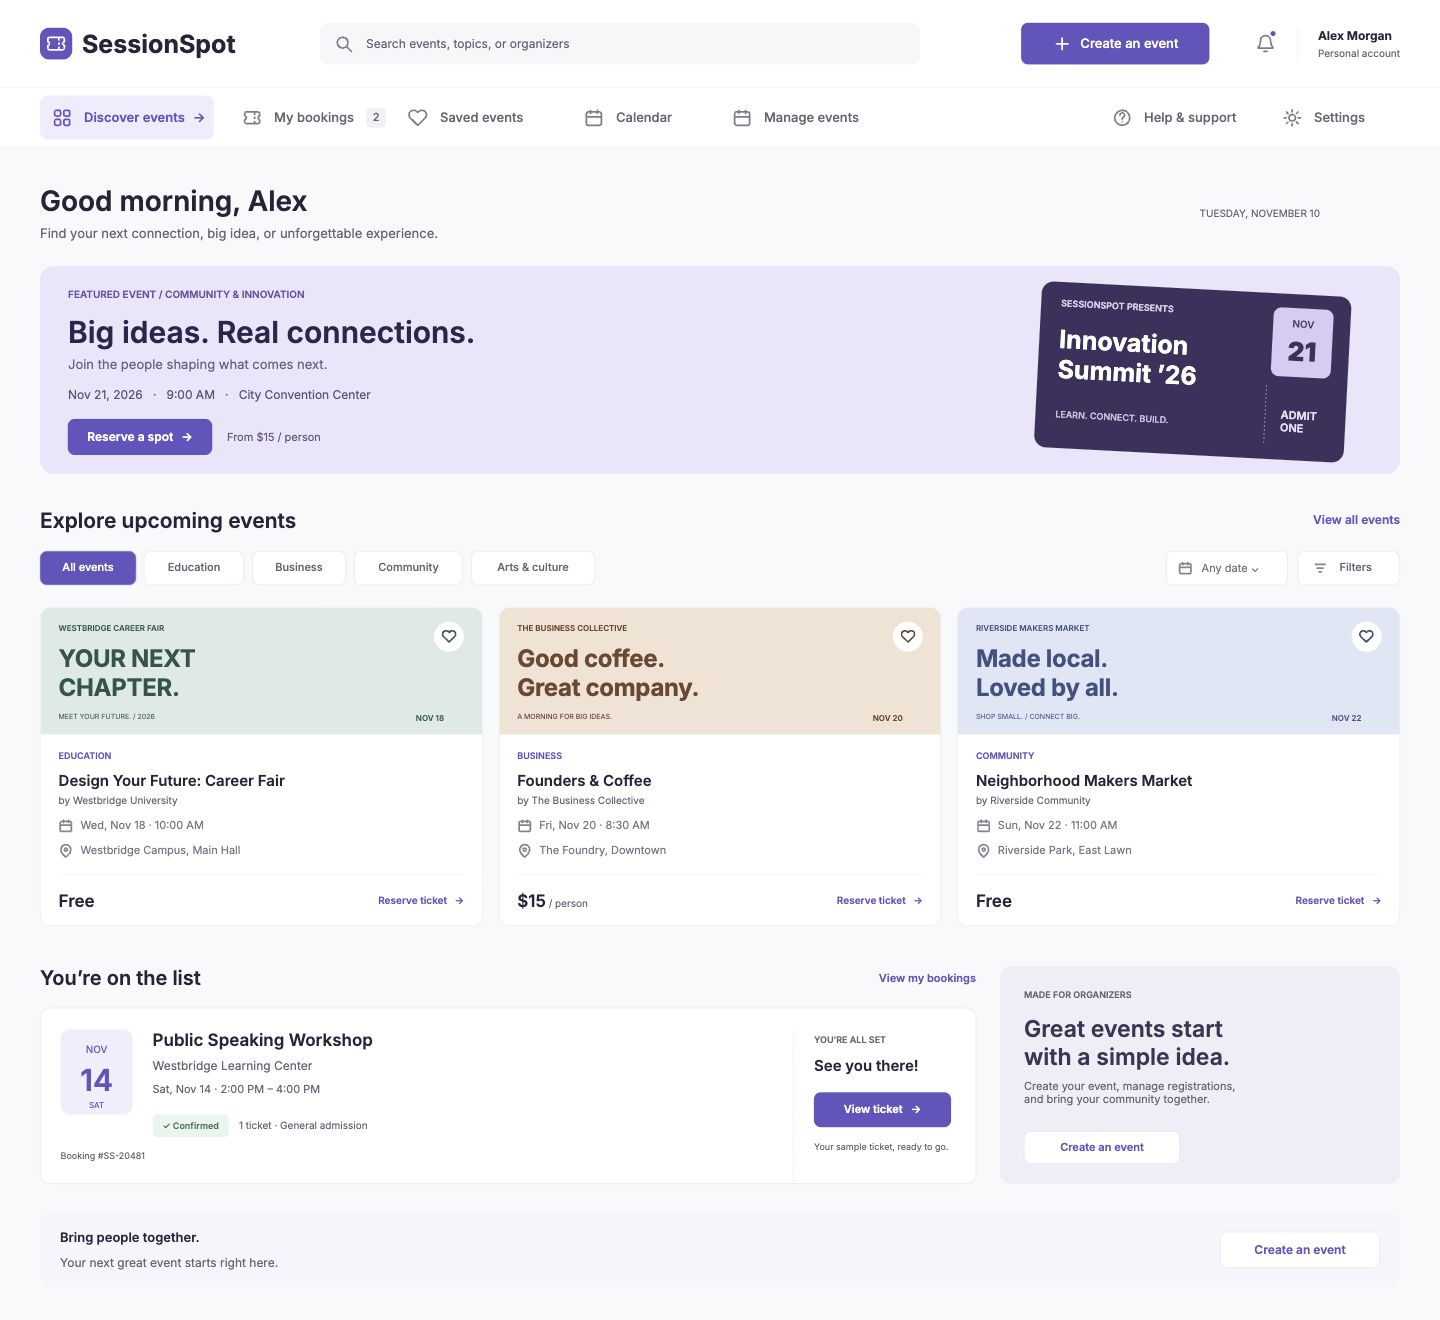 SessionSpot
Search events, topics, or organizers
Create an event
Alex Morgan
Personal account
Discover events →
My bookings 2
Saved events
Calendar
Manage events
Help & support
Settings
Good morning, Alex
Find your next connection, big idea, or unforgettable experience.
TUESDAY, NOVEMBER 10
FEATURED EVENT / COMMUNITY & INNOVATION
Big ideas. Real connections.
Join the people shaping what comes next.
Nov 21, 2026 · 9:00 AM · City Convention Center
Reserve a spot →
From $15 / person
SESSIONSPOT PRESENTS
Innovation
Summit ’26
LEARN. CONNECT. BUILD.
NOV
21
ADMIT
ONE
Explore upcoming events
View all events
All events
Education
Business
Community
Arts & culture
Any date
Filters
WESTBRIDGE CAREER FAIR
YOUR NEXT
CHAPTER.
MEET YOUR FUTURE. / 2026
NOV 18
EDUCATION
Design Your Future: Career Fair
by Westbridge University
Wed, Nov 18 · 10:00 AM
Westbridge Campus, Main Hall
Free
Reserve ticket →
THE BUSINESS COLLECTIVE
Good coffee.
Great company.
A MORNING FOR BIG IDEAS.
NOV 20
BUSINESS
Founders & Coffee
by The Business Collective
Fri, Nov 20 · 8:30 AM
The Foundry, Downtown
$15 / person
Reserve ticket →
RIVERSIDE MAKERS MARKET
Made local.
Loved by all.
SHOP SMALL. / CONNECT BIG.
NOV 22
COMMUNITY
Neighborhood Makers Market
by Riverside Community
Sun, Nov 22 · 11:00 AM
Riverside Park, East Lawn
Free
Reserve ticket →
You’re on the list
View my bookings
NOV
14
SAT
Public Speaking Workshop
Westbridge Learning Center
Sat, Nov 14 · 2:00 PM – 4:00 PM
✓ Confirmed
1 ticket · General admission
Booking #SS-20481
YOU’RE ALL SET
See you there!
View ticket →
Your sample ticket, ready to go.
MADE FOR ORGANIZERS
Great events start
with a simple idea.
Create your event, manage registrations,
and bring your community together.
Create an event
Bring people together.
Your next great event starts right here.
Create an event